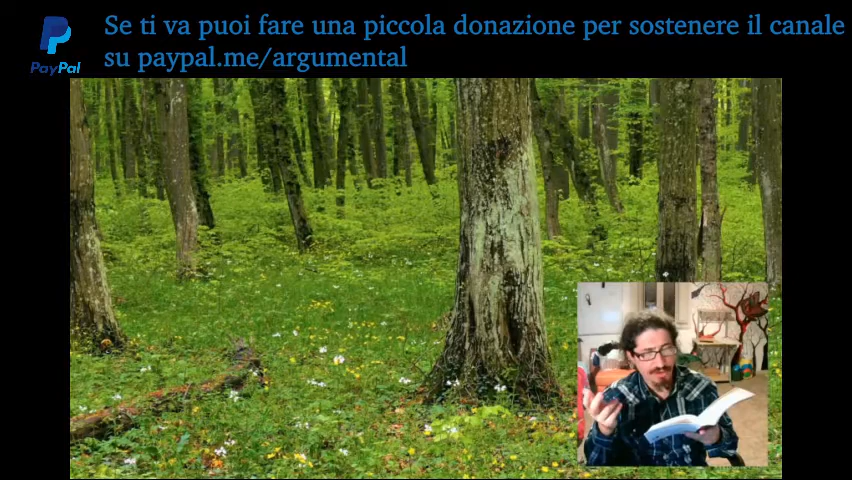 Se ti va puoi fare una piccola donazione per sostenere il canale
su paypal.me/argumental
PayPal